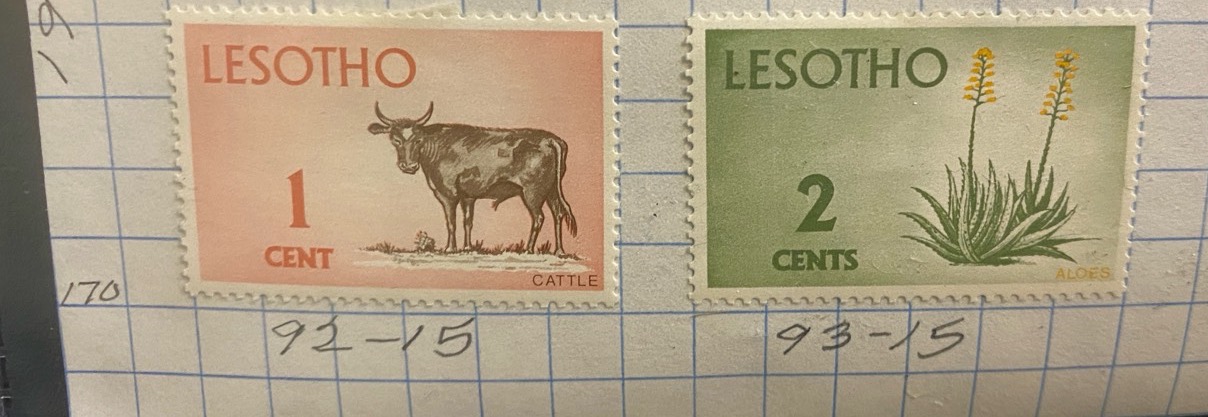 19
LESOTHO
1
CENT
CATTLE
LESOTHO
2
CENTS
ALOES
170
92-15
93-15